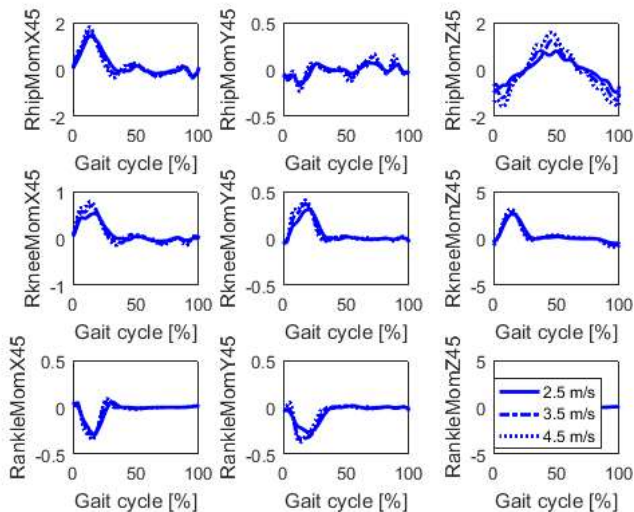 RhipMomX45
2
0
-2
0 50 100
Gait cycle [%]
RhipMomY45
0.5
0
-0.5
0 50 100
Gait cycle [%]
RhipMomZ45
2
0
-2
0 50 100
Gait cycle [%]
RkneeMomX45
1
0
-1
0 50 100
Gait cycle [%]
RkneeMomY45
0.5
0
-0.5
0 50 100
Gait cycle [%]
RkneeMomZ45
5
0
-5
0 50 100
Gait cycle [%]
RankleMomX45
0.5
0
-0.5
0 50 100
Gait cycle [%]
RankleMomY45
0.5
0
-0.5
0 50 100
Gait cycle [%]
RankleMomZ45
5
0
-5
0 50 100
Gait cycle [%]
2.5 m/s
3.5 m/s
4.5 m/s